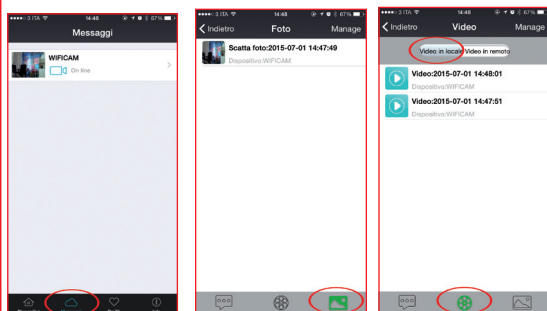 3 ITA 14:48 67%
Messaggi
WIFICAM
On line
3 ITA 14:48 67%
Indietro Foto Manage
Scatta foto:2015-07-01 14:47:49
Dispositivo:WIFICAM
3 ITA 14:48 67%
Indietro Video Manage
Video in locale Video in remoto
Video:2015-07-01 14:48:01
Dispositivo:WIFICAM
Video:2015-07-01 14:47:51
Dispositivo:WIFICAM